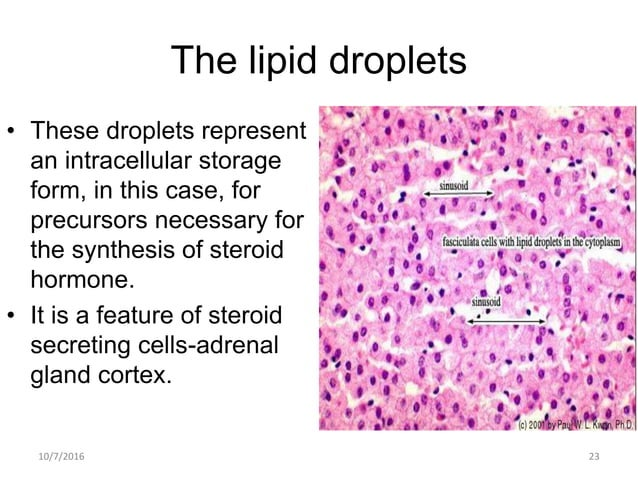 The lipid droplets
• These droplets represent
an intracellular storage
form, in this case, for
precursors necessary for
the synthesis of steroid
hormone.
• It is a feature of steroid
secreting cells-adrenal
gland cortex.
sinusoid
fasciculata cells with lipid droplets in the cytoplasm
sinusoid
(c) 2001 by Paul W. L. Kwan, Ph.D.
10/7/2016
23